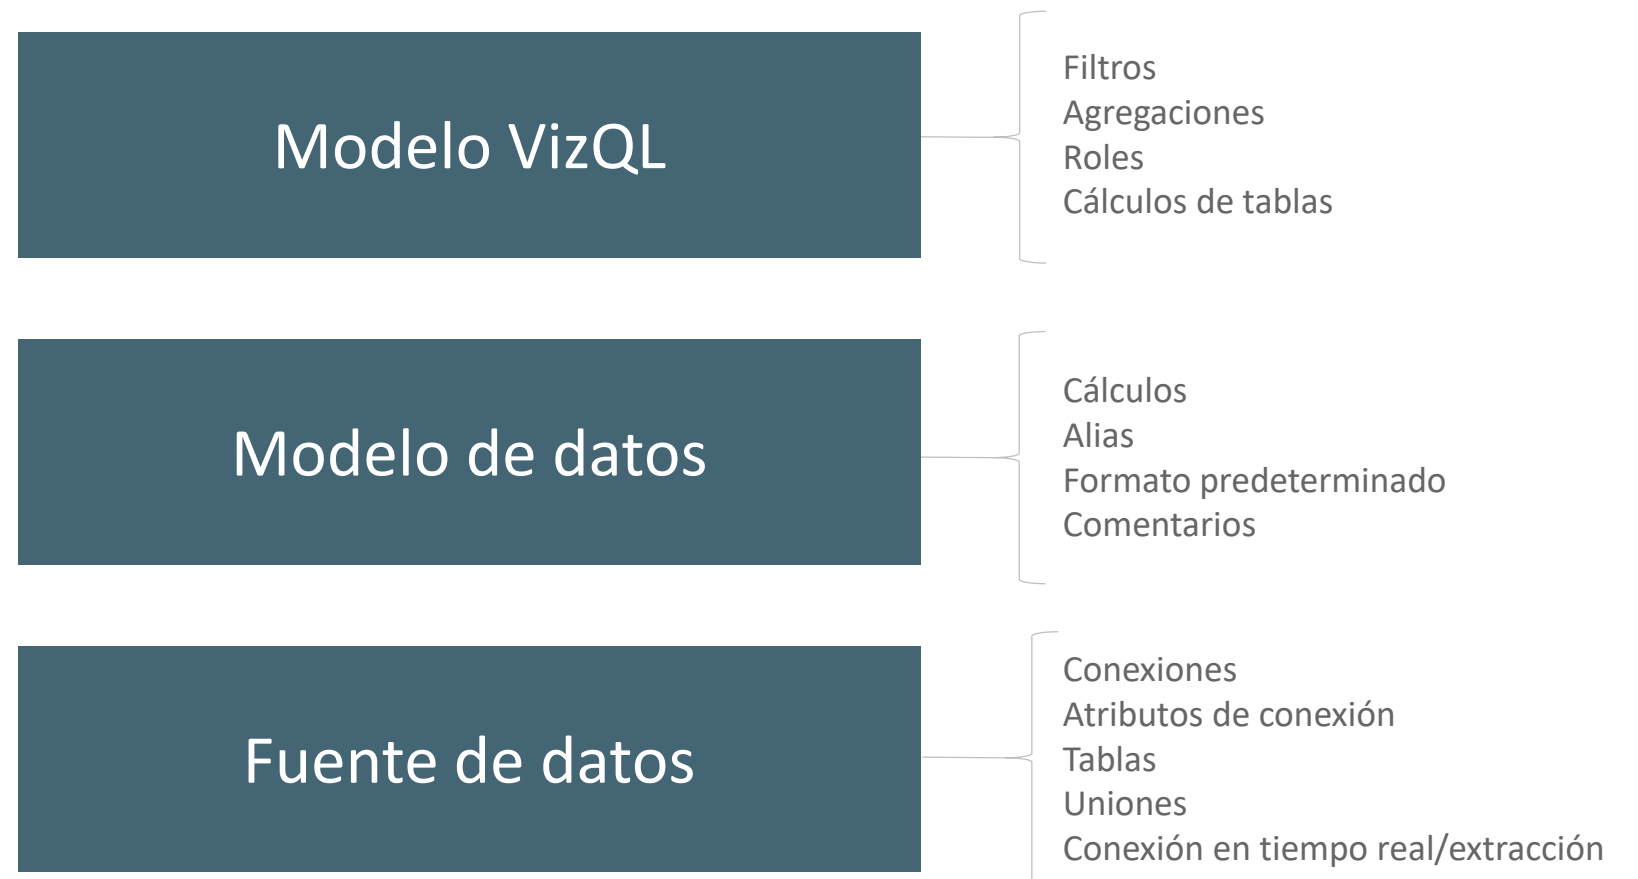 Modelo VizQL
Filtros
Agregaciones
Roles
Cálculos de tablas
Modelo de datos
Cálculos
Alias
Formato predeterminado
Comentarios
Fuente de datos
Conexiones
Atributos de conexión
Tablas
Uniones
Conexión en tiempo real/extracción